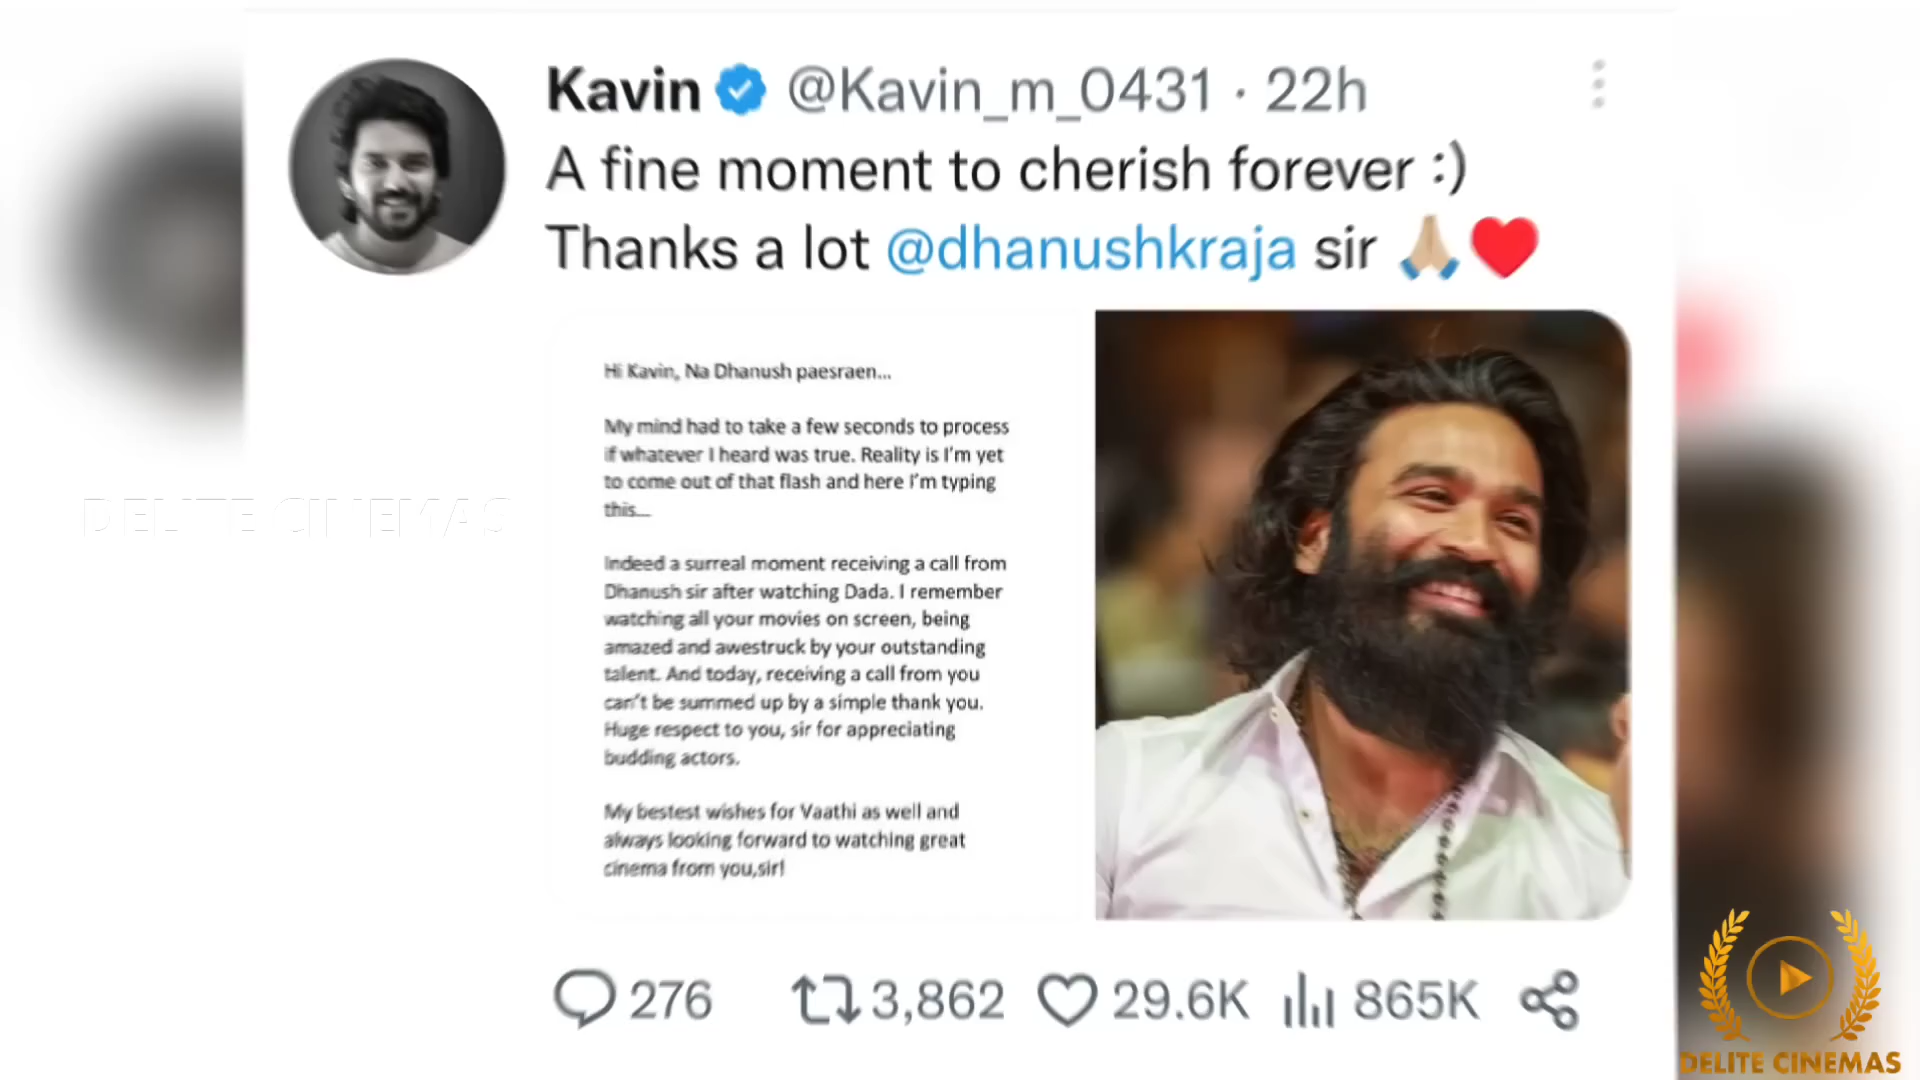 Kavin @Kavin_m_0431 · 22h
A fine moment to cherish forever :)
Thanks a lot @dhanushkraja sir 🙏🏼❤️
Hi Kavin, Na Dhanush paesraen...
My mind had to take a few seconds to process
if whatever I heard was true. Reality is I'm yet
to come out of that flash and here I'm typing
this...
Indeed a surreal moment receiving a call from
Dhanush sir after watching Dada. I remember
watching all your movies on screen, being
amazed and awestruck by your outstanding
talent. And today, receiving a call from you
can't be summed up by a simple thank you.
Huge respect to you, sir for appreciating
budding actors.
My bestest wishes for Vaathi as well and
always looking forward to watching great
cinema from you,sir!
276 3,862 29.6K 865K
DELITE CINEMAS
DELITE CINEMAS